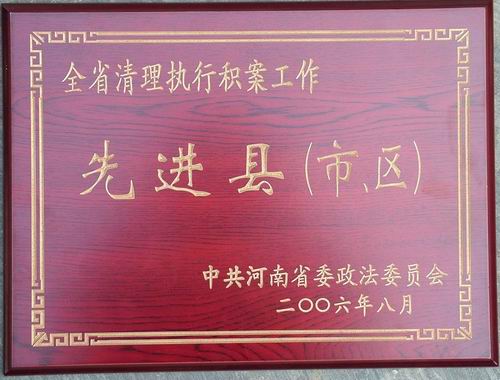 全省清理执行积案工作
先进县(市、区)
中共河南省委政法委员会
二〇〇六年八月